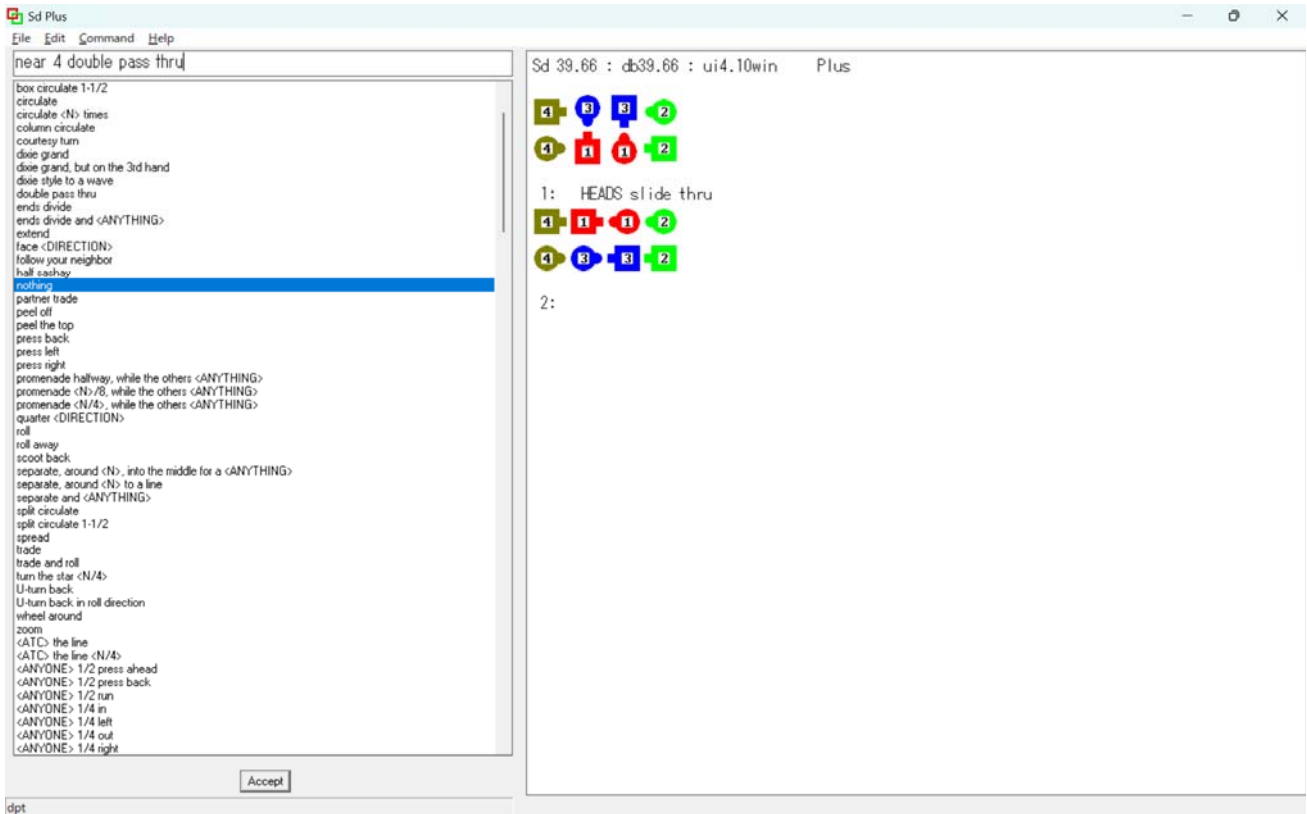 Sd Plus
File Edit Command Help
near 4 double pass thru
box circulate 1-1/2
circulate
circulate <N> times
column circulate
courtesy turn
dixie grand
dixie grand, but on the 3rd hand
dixie style to a wave
double pass thru
ends divide
ends divide and <ANYTHING>
extend
face <DIRECTION>
follow your neighbor
half sashay
nothing
partner trade
peel off
peel the top
press back
press left
press right
promenade halfway, while the others <ANYTHING>
promenade <N>/8, while the others <ANYTHING>
promenade <N/4>, while the others <ANYTHING>
quarter <DIRECTION>
roll
roll away
scoot back
separate, around <N>, into the middle for a <ANYTHING>
separate, around <N> to a line
separate and <ANYTHING>
split circulate
split circulate 1-1/2
spread
trade
trade and roll
turn the star <N/4>
U-turn back
U-turn back in roll direction
wheel around
zoom
<ATC> the line
<ATC> the line <N/4>
<ANYONE> 1/2 press ahead
<ANYONE> 1/2 press back
<ANYONE> 1/2 run
<ANYONE> 1/4 in
<ANYONE> 1/4 left
<ANYONE> 1/4 out
<ANYONE> 1/4 right
Accept
dpt
Sd 39.66 : db39.66 : ui4.10win Plus
4 3 3 2
4 1 1 2
1: HEADS slide thru
4 1 1 2
4 3 3 2
2: